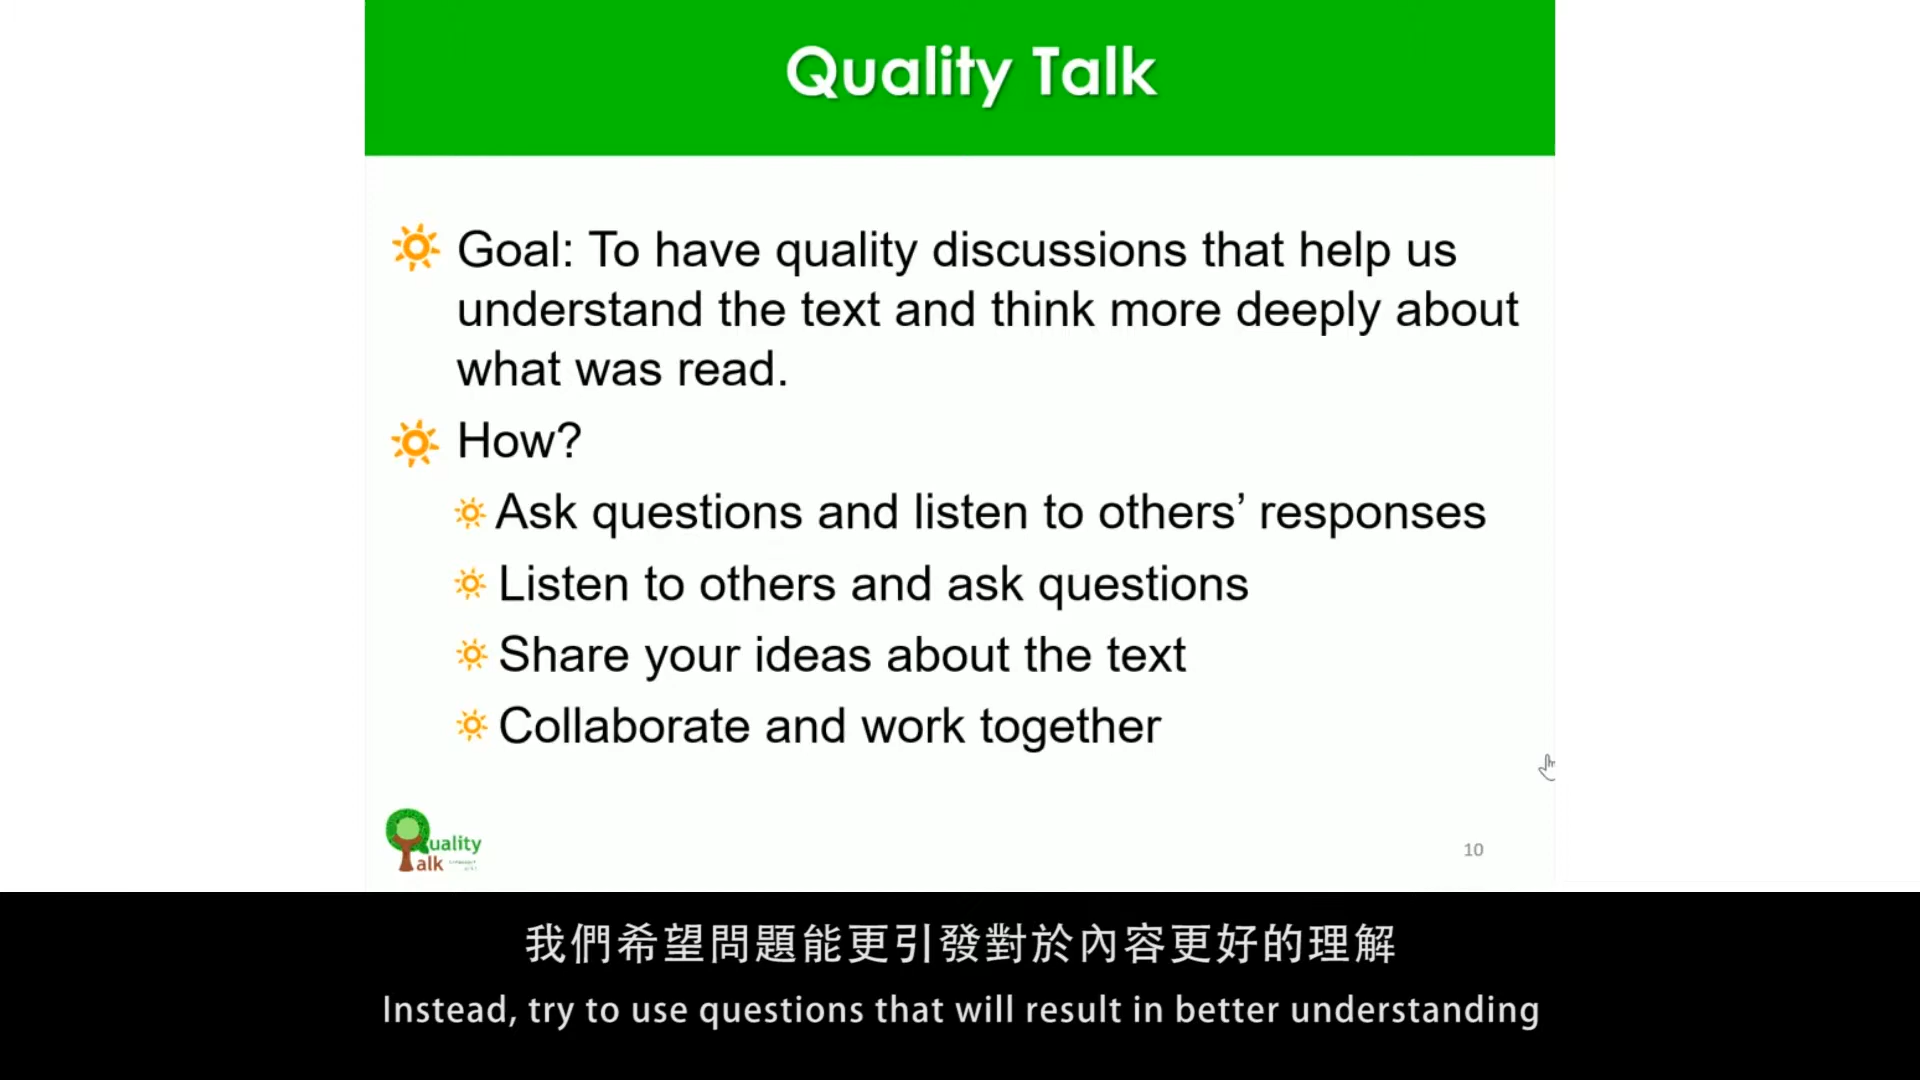 Quality Talk
Goal: To have quality discussions that help us
understand the text and think more deeply about
what was read.
How?
Ask questions and listen to others’ responses
Listen to others and ask questions
Share your ideas about the text
Collaborate and work together
Quality
Talk
10
我們希望問題能更引發對於內容更好的理解
Instead, try to use questions that will result in better understanding